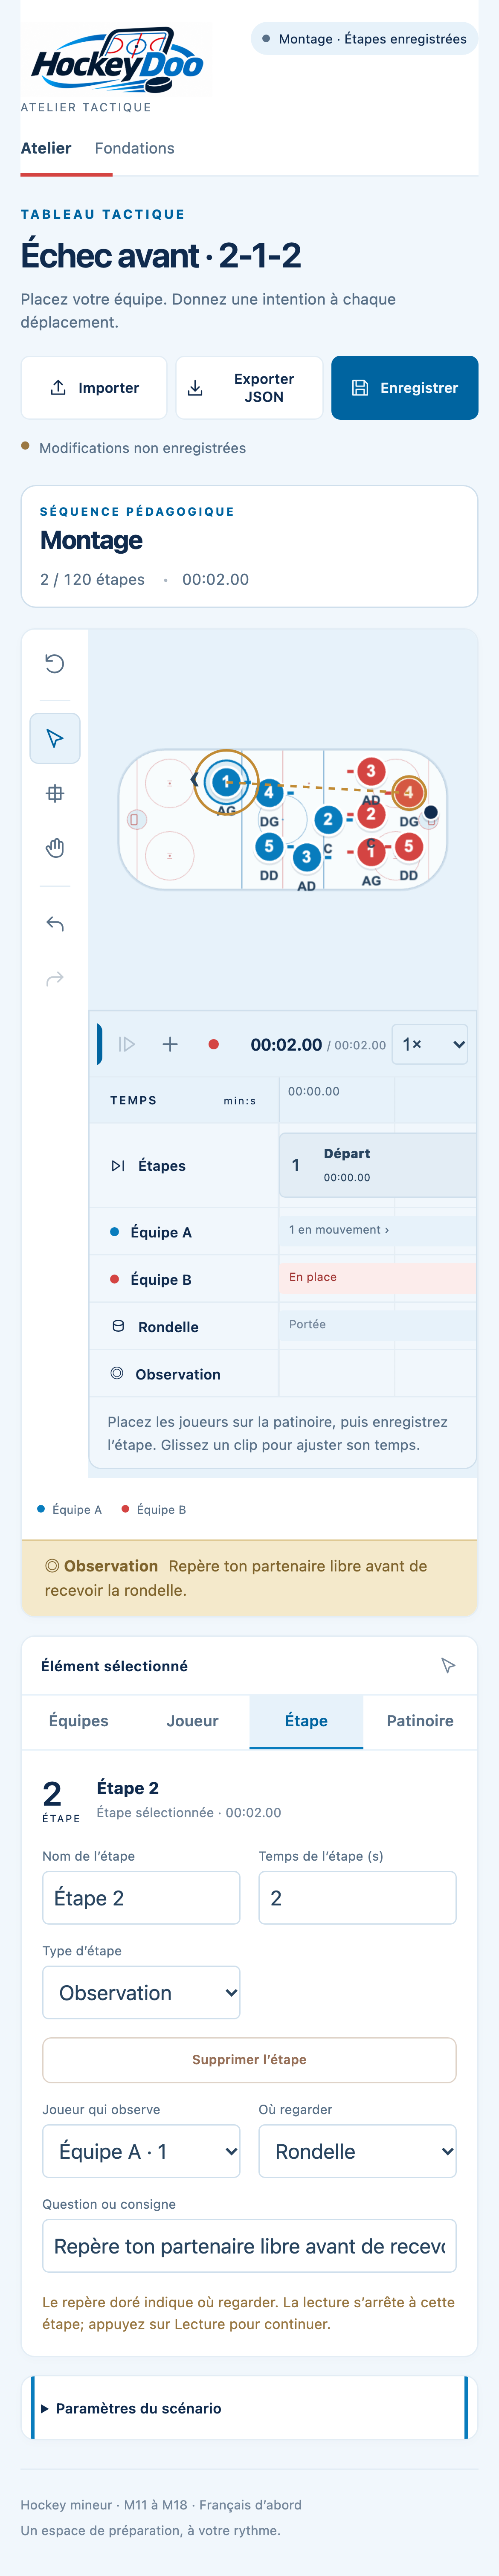 HockeyDoo
Montage · Étapes enregistrées
ATELIER TACTIQUE
Atelier
Fondations
TABLEAU TACTIQUE
Échec avant · 2-1-2
Placez votre équipe. Donnez une intention à chaque
déplacement.
Importer
Exporter
JSON
Enregistrer
Modifications non enregistrées
SÉQUENCE PÉDAGOGIQUE
Montage
2 / 120 étapes · 00:02.00
1
AG
4
DG
2
C
5
DD
3
AD
3
AD
4
DG
2
C
1
AG
5
DD
00:02.00 / 00:02.00
1×
TEMPS
min:s
00:00.00
Étapes
1
Départ
00:00.00
Équipe A
1 en mouvement ›
Équipe B
En place
Rondelle
Portée
Observation
Placez les joueurs sur la patinoire, puis enregistrez
l’étape. Glissez un clip pour ajuster son temps.
Équipe A
Équipe B
Observation Repère ton partenaire libre avant de
recevoir la rondelle.
Élément sélectionné
Équipes
Joueur
Étape
Patinoire
2
ÉTAPE
Étape 2
Étape sélectionnée · 00:02.00
Nom de l’étape
Temps de l’étape (s)
Étape 2
2
Type d’étape
Observation
Supprimer l’étape
Joueur qui observe
Où regarder
Équipe A · 1
Rondelle
Question ou consigne
Repère ton partenaire libre avant de recevo
Le repère doré indique où regarder. La lecture s’arrête à cette
étape; appuyez sur Lecture pour continuer.
Paramètres du scénario
Hockey mineur · M11 à M18 · Français d’abord
Un espace de préparation, à votre rythme.